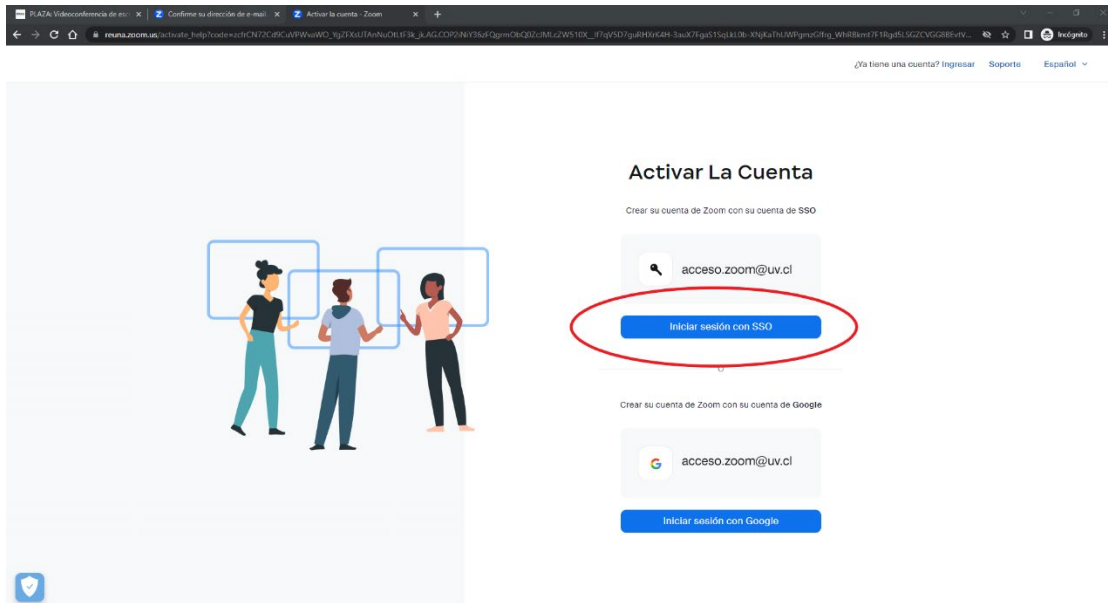 PLAZA: Videoconferencia de esc
Confirme su dirección de e-mail
Activar la cuenta - Zoom
Incógnito
¿Ya tiene una cuenta? Ingresar Soporte Español
Activar La Cuenta
Crear su cuenta de Zoom con su cuenta de SSO
acceso.zoom@uv.cl
Iniciar sesión con SSO
O
Crear su cuenta de Zoom con su cuenta de Google
acceso.zoom@uv.cl
Iniciar sesión con Google